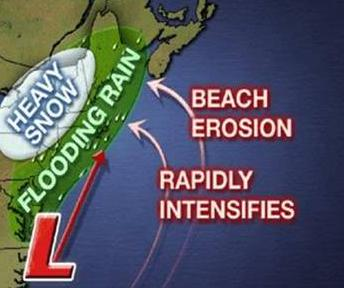 HEAVY
SNOW
FLOODING RAIN
BEACH
EROSION
RAPIDLY
INTENSIFIES
L